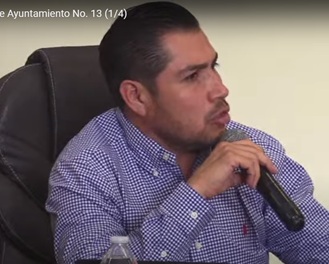 e Ayuntamiento No. 13 (1/4)